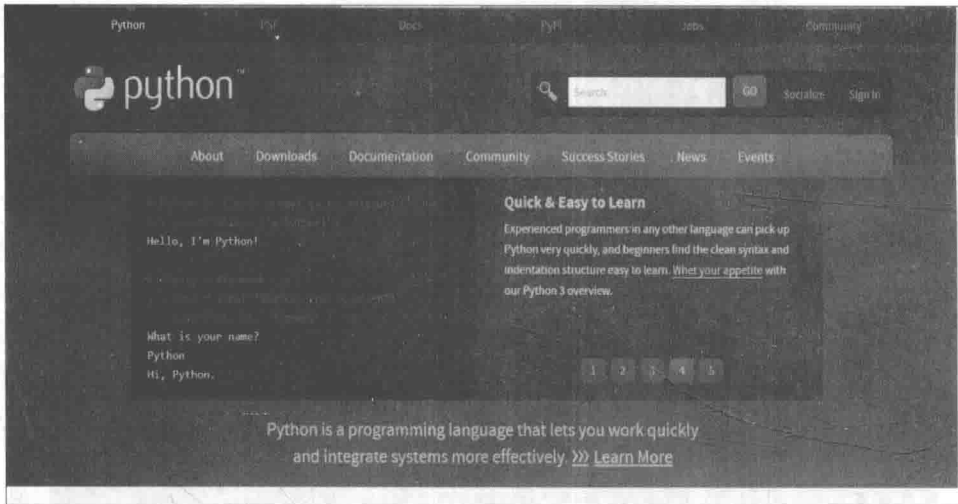 Python PSF Docs PyPI Jobs Community
python™
Search GO Socialize Sign In
About Downloads Documentation Community Success Stories News Events
Hello, I'm Python!
What is your name?
Python
Hi, Python.
Quick & Easy to Learn
Experienced programmers in any other language can pick up
Python very quickly, and beginners find the clean syntax and
indentation structure easy to learn. Whet your appetite with
our Python 3 overview.
1 2 3 4 5
Python is a programming language that lets you work quickly
and integrate systems more effectively. >>> Learn More